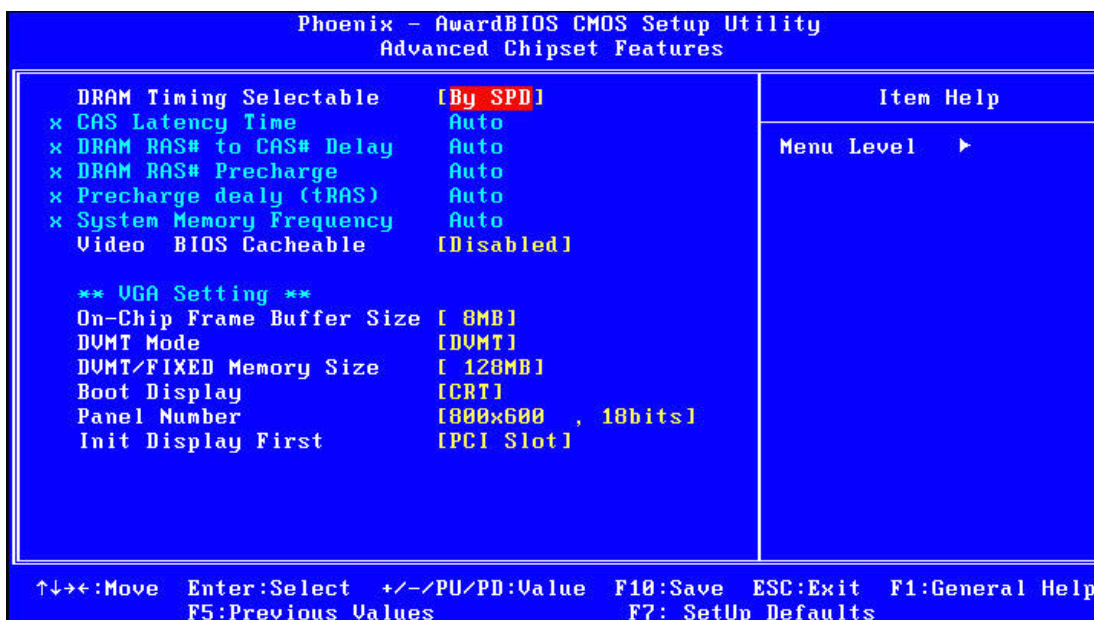 Phoenix - AwardBIOS CMOS Setup Utility
Advanced Chipset Features
DRAM Timing Selectable [By SPD]
x CAS Latency Time Auto
x DRAM RAS# to CAS# Delay Auto
x DRAM RAS# Precharge Auto
x Precharge dealy (tRAS) Auto
x System Memory Frequency Auto
Video BIOS Cacheable [Disabled]
** VGA Setting **
On-Chip Frame Buffer Size [ 8MB]
DVMT Mode [DVMT]
DVMT/FIXED Memory Size [ 128MB]
Boot Display [CRT]
Panel Number [800x600 , 18bits]
Init Display First [PCI Slot]
Item Help
Menu Level ▸
↑↓→←:Move Enter:Select +/-/PU/PD:Value F10:Save ESC:Exit F1:General Help
F5:Previous Values F7: SetUp Defaults